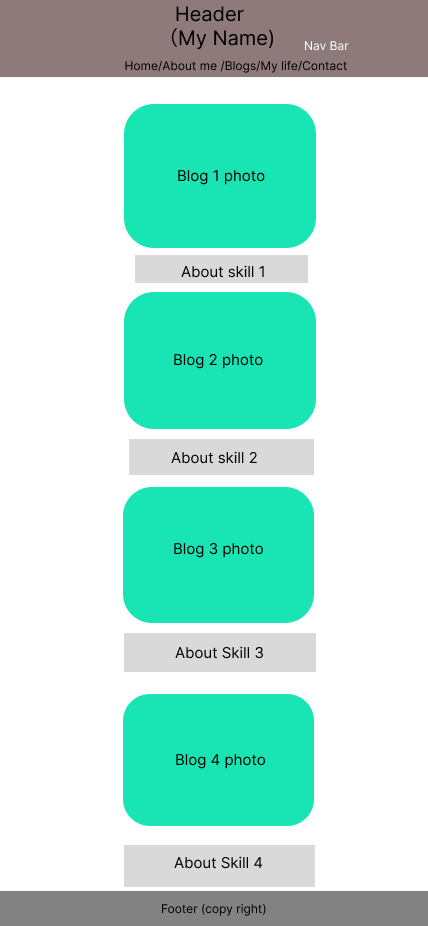 Header
(My Name)
Nav Bar
Home/About me /Blogs/My life/Contact
Blog 1 photo
About skill 1
Blog 2 photo
About skill 2
Blog 3 photo
About Skill 3
Blog 4 photo
About Skill 4
Footer (copy right)